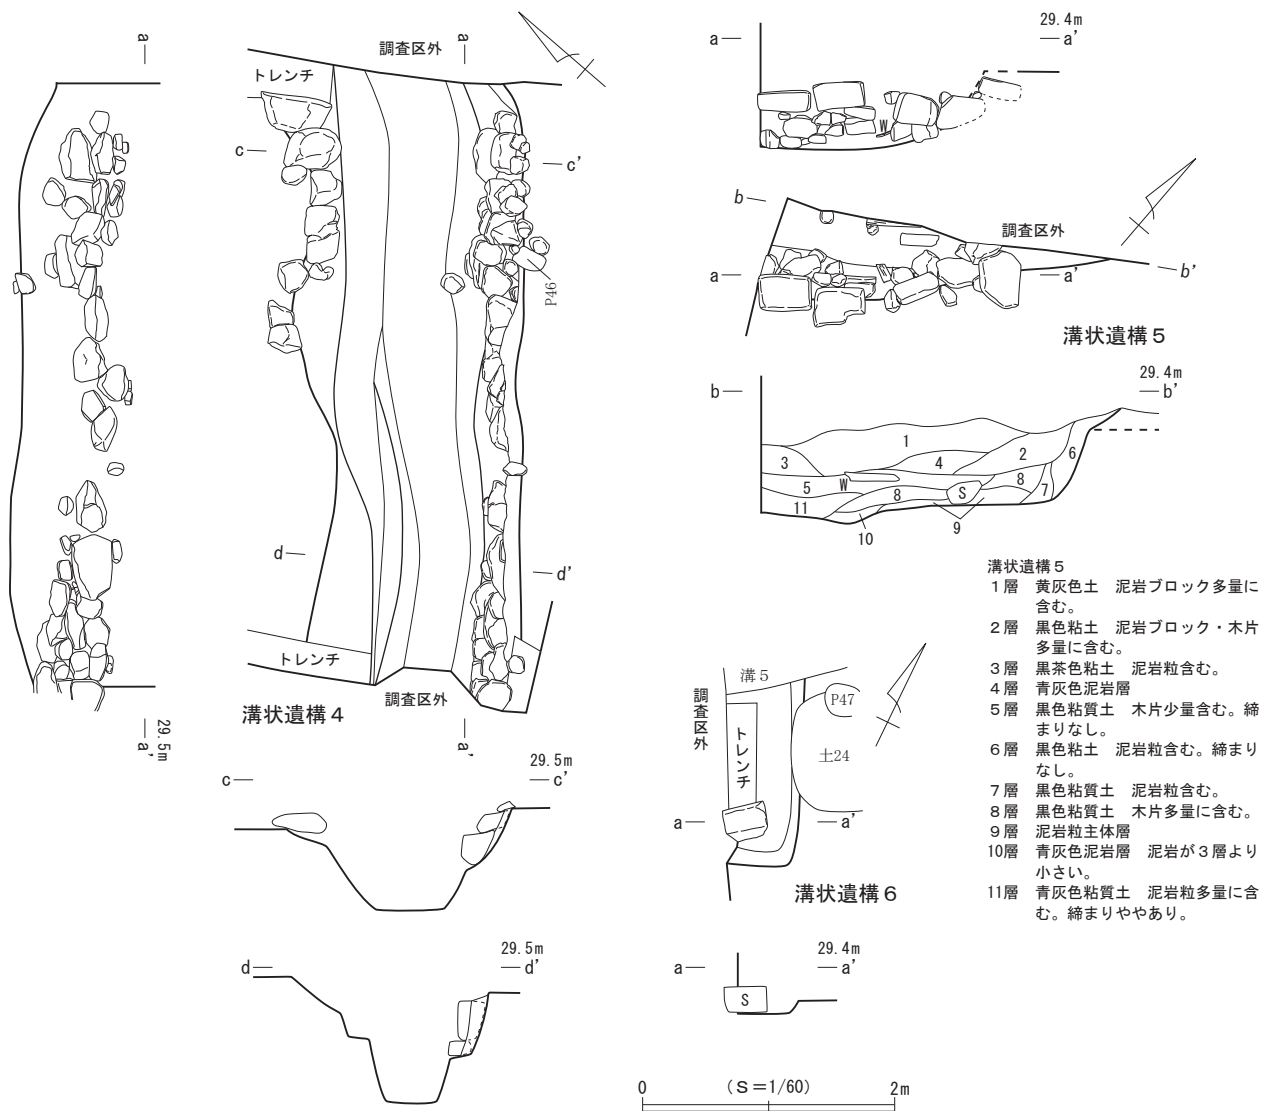 a
a’
29.5m
調査区外
a
トレンチ
c
c’
P46
d
d’
トレンチ
調査区外
溝状遺構４
a’
29.5m
c
c’
29.5m
d
d’
29.4m
a
a’
W
b
調査区外
a
a’
b’
溝状遺構５
29.4m
b
b’
1
2
3
4
6
5
W
8
S
8
7
11
10
9
溝状遺構５
１層　黄灰色土　泥岩ブロック多量に
含む。
２層　黒色粘土　泥岩ブロック・木片
多量に含む。
３層　黒茶色粘土　泥岩粒含む。
４層　青灰色泥岩層
５層　黒色粘質土　木片少量含む。締
まりなし。
６層　黒色粘土　泥岩粒含む。締まり
なし。
７層　黒色粘質土　泥岩粒含む。
８層　黒色粘質土　木片多量に含む。
９層　泥岩粒主体層
10層　青灰色泥岩層　泥岩が３層より
小さい。
11層　青灰色粘質土　泥岩粒多量に含
む。締まりややあり。
溝５
調査区外
P47
トレンチ
土24
a
a’
溝状遺構６
29.4m
a
a’
S
0
（Ｓ＝1/60）
2m